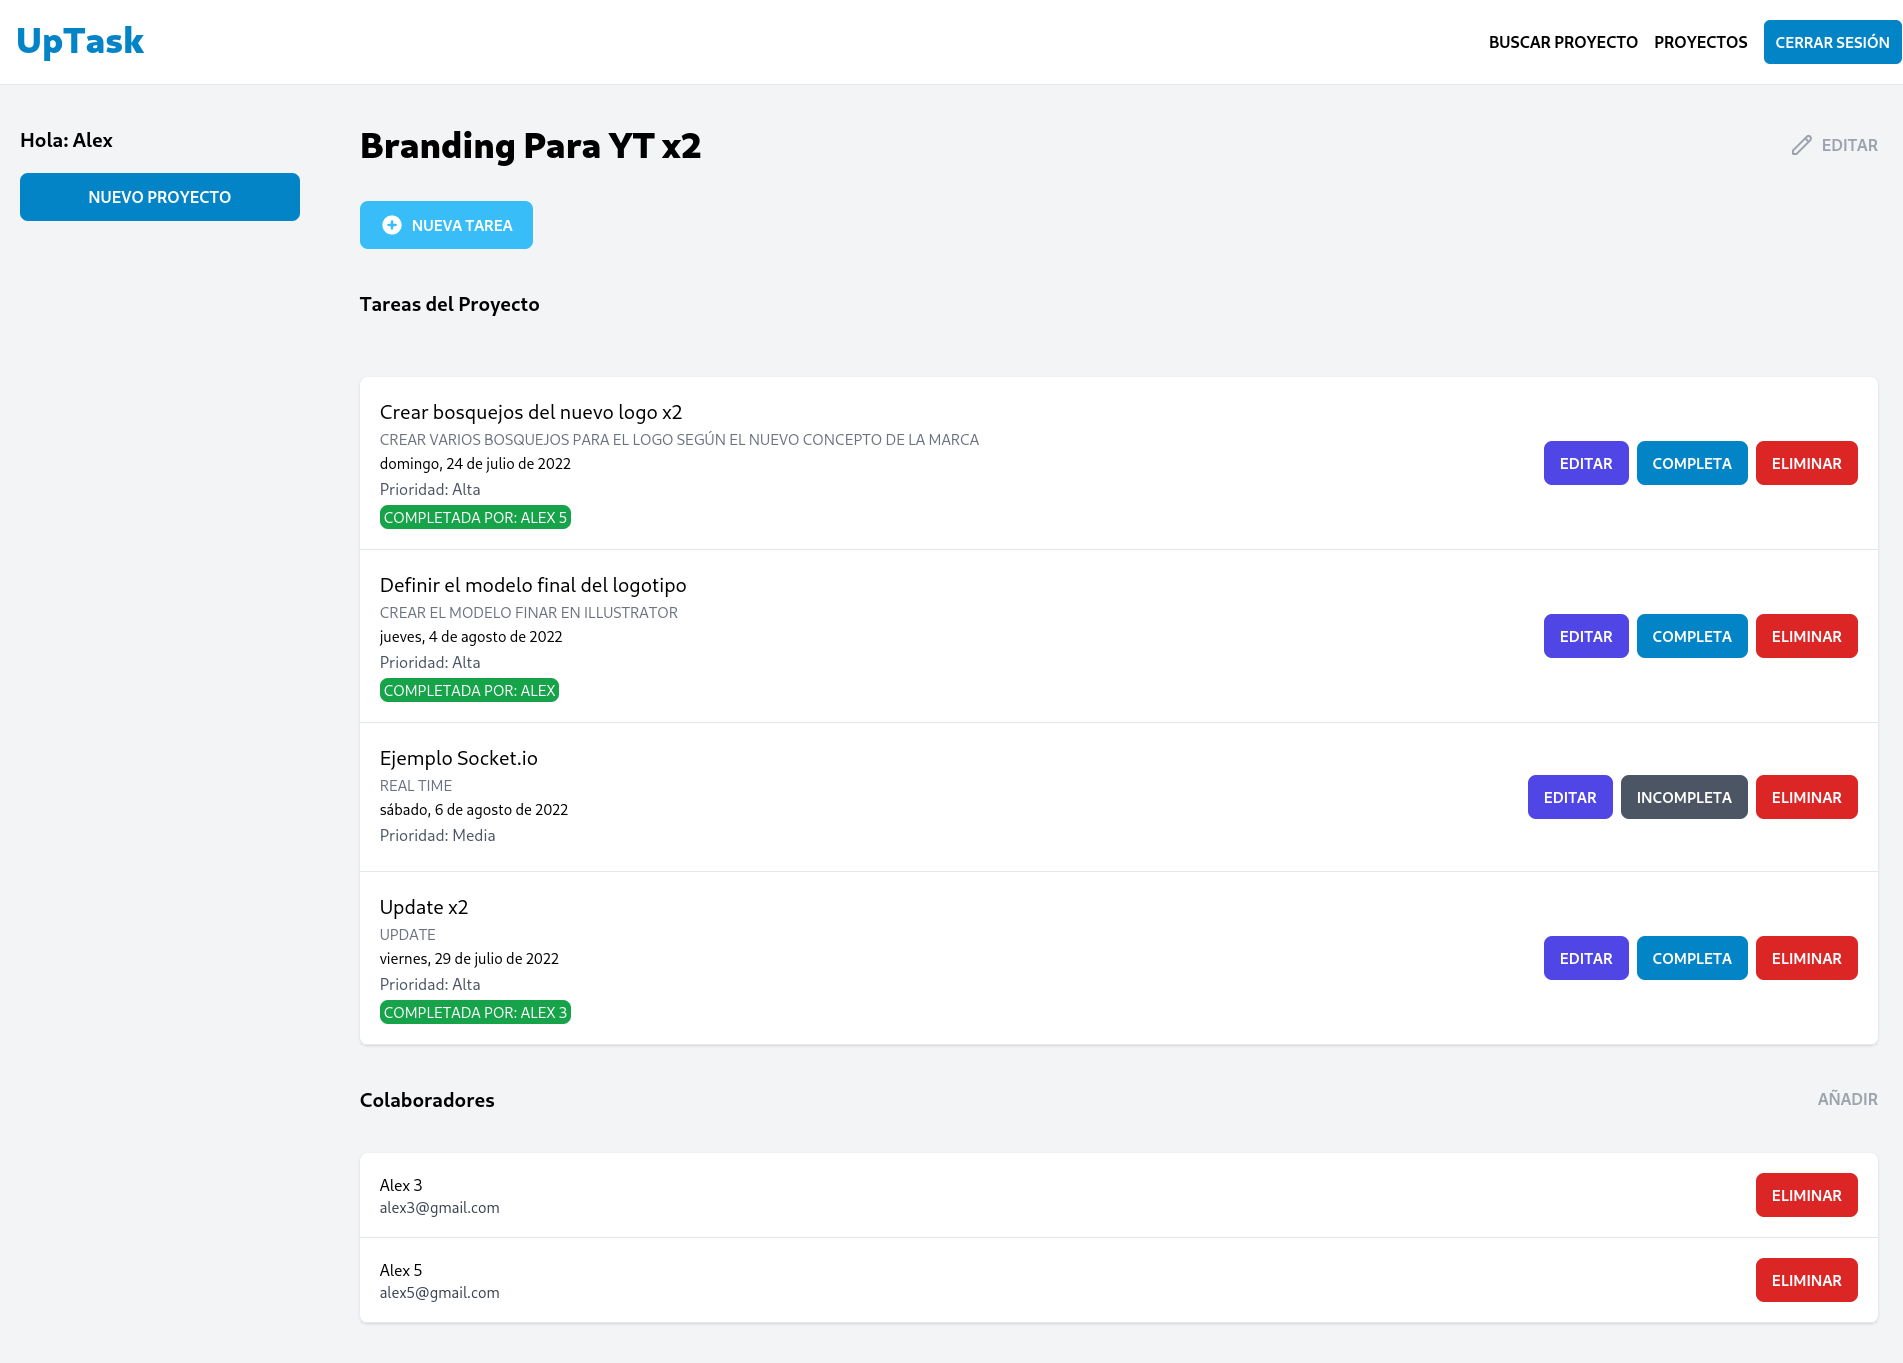 UpTask
BUSCAR PROYECTO PROYECTOS CERRAR SESIÓN
Hola: Alex
NUEVO PROYECTO
Branding Para YT x2
EDITAR
NUEVA TAREA
Tareas del Proyecto
Crear bosquejos del nuevo logo x2
CREAR VARIOS BOSQUEJOS PARA EL LOGO SEGÚN EL NUEVO CONCEPTO DE LA MARCA
domingo, 24 de julio de 2022
Prioridad: Alta
COMPLETADA POR: ALEX 5
EDITAR COMPLETA ELIMINAR
Definir el modelo final del logotipo
CREAR EL MODELO FINAR EN ILLUSTRATOR
jueves, 4 de agosto de 2022
Prioridad: Alta
COMPLETADA POR: ALEX
EDITAR COMPLETA ELIMINAR
Ejemplo Socket.io
REAL TIME
sábado, 6 de agosto de 2022
Prioridad: Media
EDITAR INCOMPLETA ELIMINAR
Update x2
UPDATE
viernes, 29 de julio de 2022
Prioridad: Alta
COMPLETADA POR: ALEX 3
EDITAR COMPLETA ELIMINAR
Colaboradores
AÑADIR
Alex 3
alex3@gmail.com
ELIMINAR
Alex 5
alex5@gmail.com
ELIMINAR